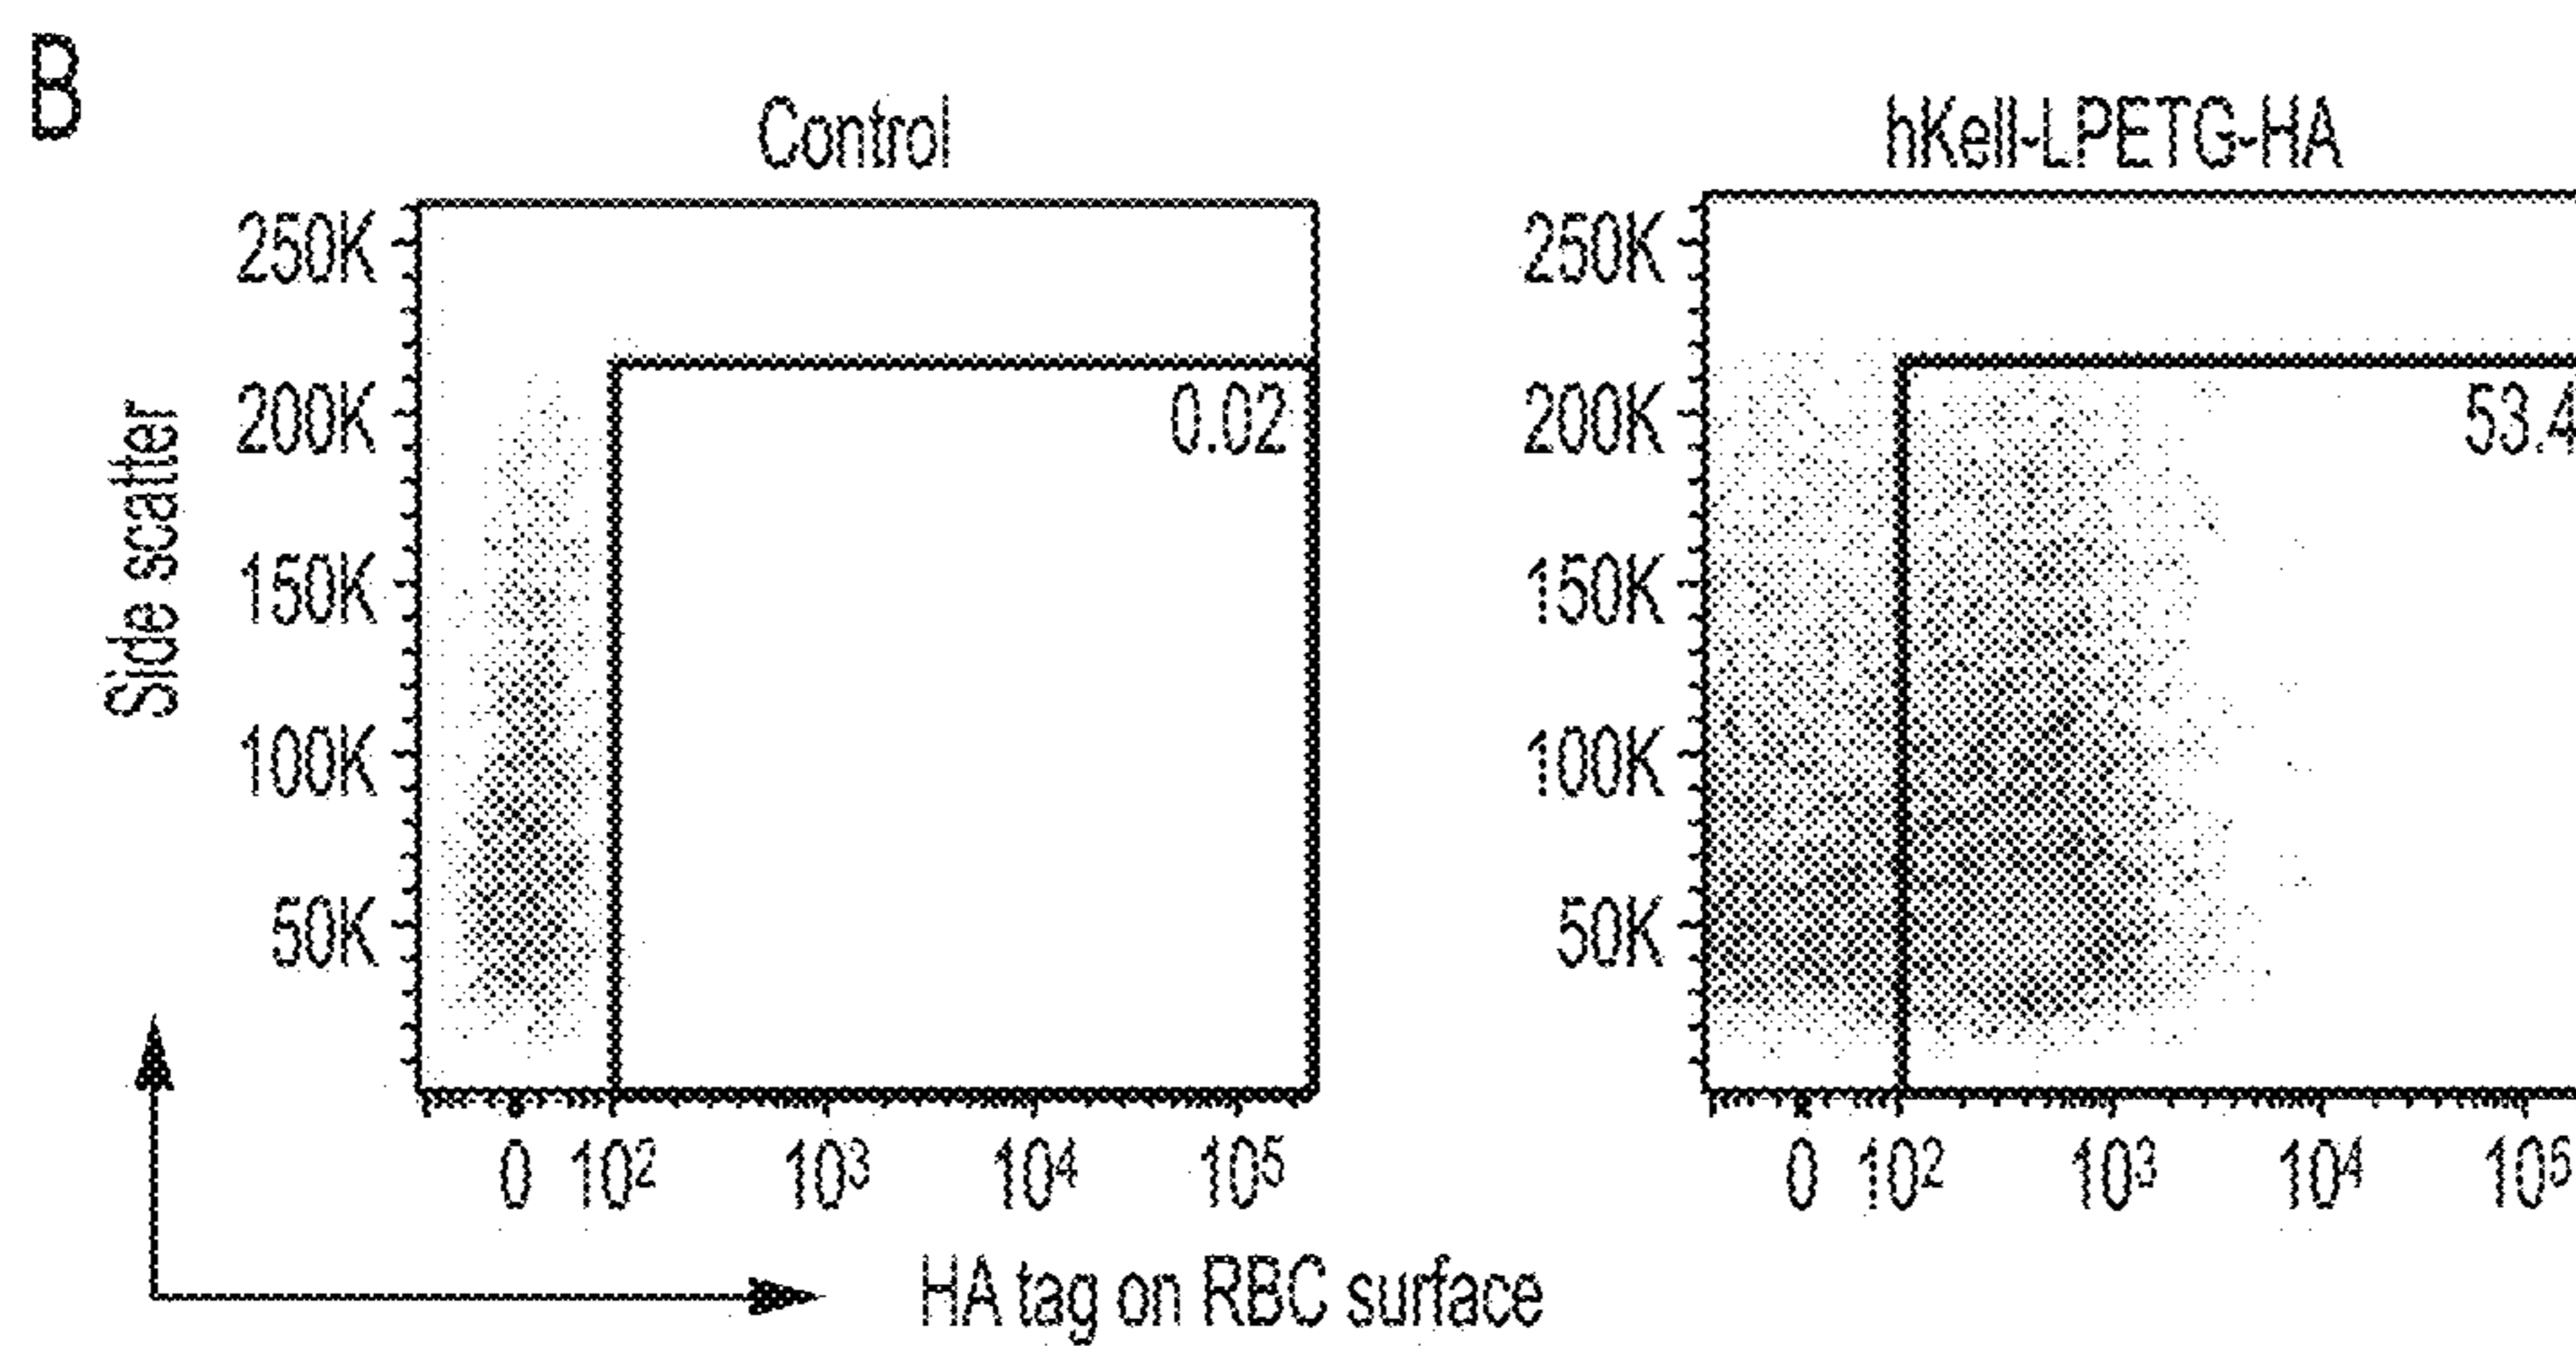 B
Control
hKell-LPETG-HA
Side scatter
250K
200K
150K
100K
50K
0.02
0 10² 10³ 10⁴ 10⁵
250K
200K
150K
100K
50K
53.4
0 10² 10³ 10⁴ 10⁵
HA tag on RBC surface